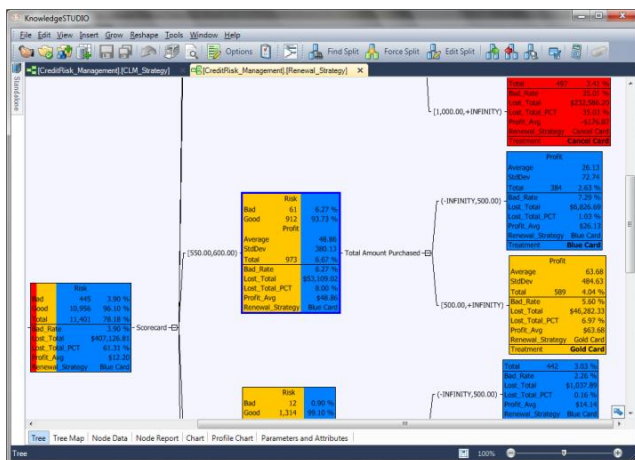 KnowledgeSTUDIO
File Edit View Insert Grow Reshape Tools Window Help
Options Find Split Force Split Edit Split
[CreditRisk_Management].[CLM_Strategy] [CreditRisk_Management].[Renewal_Strategy]
Standalone
Scorecard
Risk
Bad 445 3.90 %
Good 10,956 96.10 %
Total 11,401 78.18 %
Bad_Rate 3.90 %
Lost_Total $407,126.81
Lost_Total_PCT 61.31 %
Profit_Avg $12.20
Renewal_Strategy Blue Card
[550.00,600.00)
Risk
Bad 61 6.27 %
Good 912 93.73 %
Profit
Average 48.86
StdDev 380.13
Total 973 6.67 %
Bad_Rate 6.27 %
Lost_Total $53,109.02
Lost_Total_PCT 8.00 %
Profit_Avg $48.86
Renewal_Strategy Blue Card
Total Amount Purchased
Risk
Bad 12 0.90 %
Good 1,314 99.10 %
[1,000.00,+INFINITY)
Total 497 3.41 %
Bad_Rate
Lost_Total
Lost_Total_PCT
Profit_Avg
Renewal_Strategy Cancel Card
Treatment Cancel Card
(-INFINITY,500.00)
Profit
Average 26.13
StdDev 72.74
Total 384 2.63 %
Bad_Rate 7.29 %
Lost_Total $6,826.69
Lost_Total_PCT 1.03 %
Profit_Avg $26.13
Renewal_Strategy Blue Card
Treatment Blue Card
[500.00,+INFINITY)
Profit
Average 63.68
StdDev 484.63
Total 589 4.04 %
Bad_Rate 5.60 %
Lost_Total $46,282.33
Lost_Total_PCT 6.97 %
Profit_Avg $63.68
Renewal_Strategy Gold Card
Treatment Gold Card
(-INFINITY,500.00)
Total 442 3.03 %
Bad_Rate 2.26 %
Lost_Total $1,037.89
Lost_Total_PCT 0.16 %
Profit_Avg $14.14
Renewal_Strategy Blue Card
Tree Tree Map Node Data Node Report Chart Profile Chart Parameters and Attributes
Tree 100%